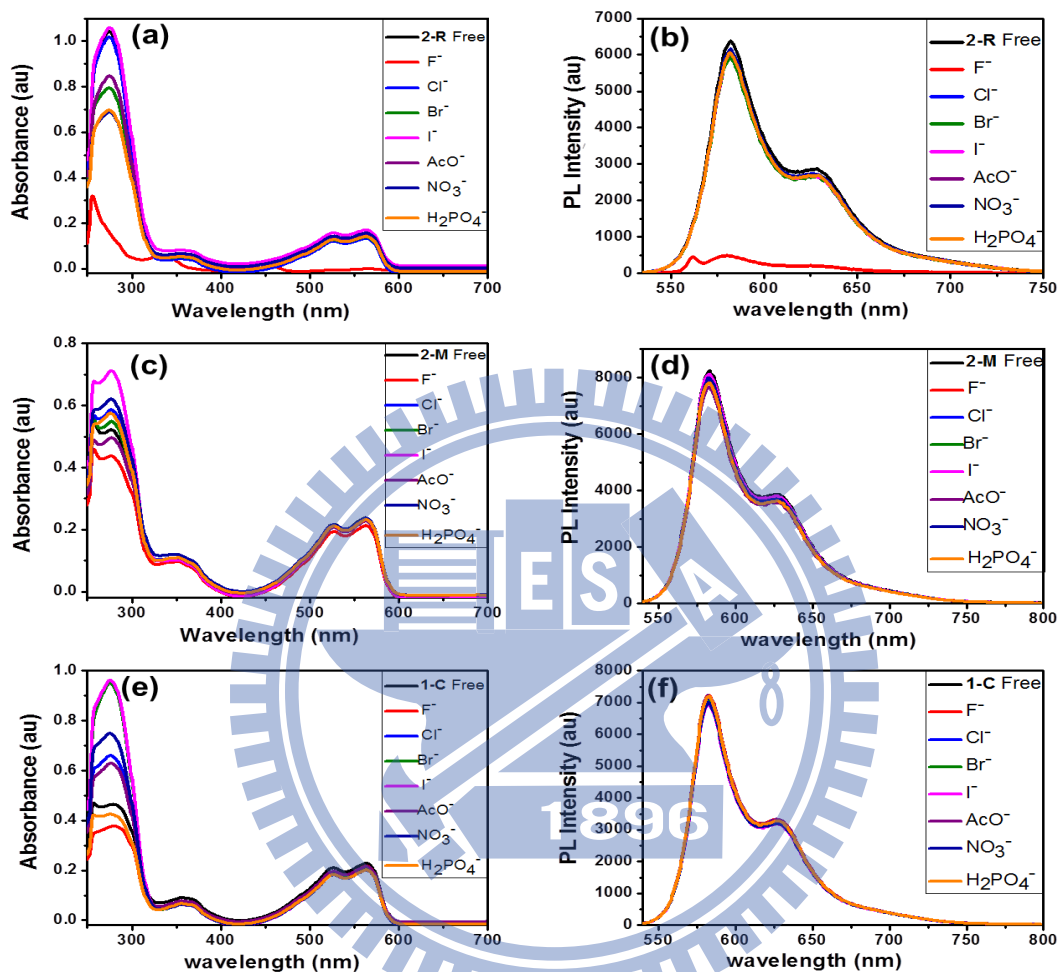 (a)
2-R Free
F⁻
Cl⁻
Br⁻
I⁻
AcO⁻
NO₃⁻
H₂PO₄⁻
Absorbance (au)
1.0
0.8
0.6
0.4
0.2
0.0
300
400
500
600
700
Wavelength (nm)
(b)
2-R Free
F⁻
Cl⁻
Br⁻
I⁻
AcO⁻
NO₃⁻
H₂PO₄⁻
PL Intensity (au)
7000
6000
5000
4000
3000
2000
1000
0
550
600
650
700
750
wavelength (nm)
(c)
2-M Free
F⁻
Cl⁻
Br⁻
I⁻
AcO⁻
NO₃⁻
H₂PO₄⁻
Absorbance (au)
0.8
0.6
0.4
0.2
0.0
300
400
500
600
700
Wavelength (nm)
(d)
2-M Free
F⁻
Cl⁻
Br⁻
I⁻
AcO⁻
NO₃⁻
H₂PO₄⁻
PL Intensity (au)
8000
6000
4000
2000
0
550
600
650
700
750
800
wavelength (nm)
(e)
1-C Free
F⁻
Cl⁻
Br⁻
I⁻
AcO⁻
NO₃⁻
H₂PO₄⁻
Absorbance (au)
1.0
0.8
0.6
0.4
0.2
0.0
300
400
500
600
700
wavelength (nm)
(f)
1-C Free
F⁻
Cl⁻
Br⁻
I⁻
AcO⁻
NO₃⁻
H₂PO₄⁻
PL Intensity (au)
8000
7000
6000
5000
4000
3000
2000
1000
0
550
600
650
700
750
800
wavelength (nm)
E S A
1896